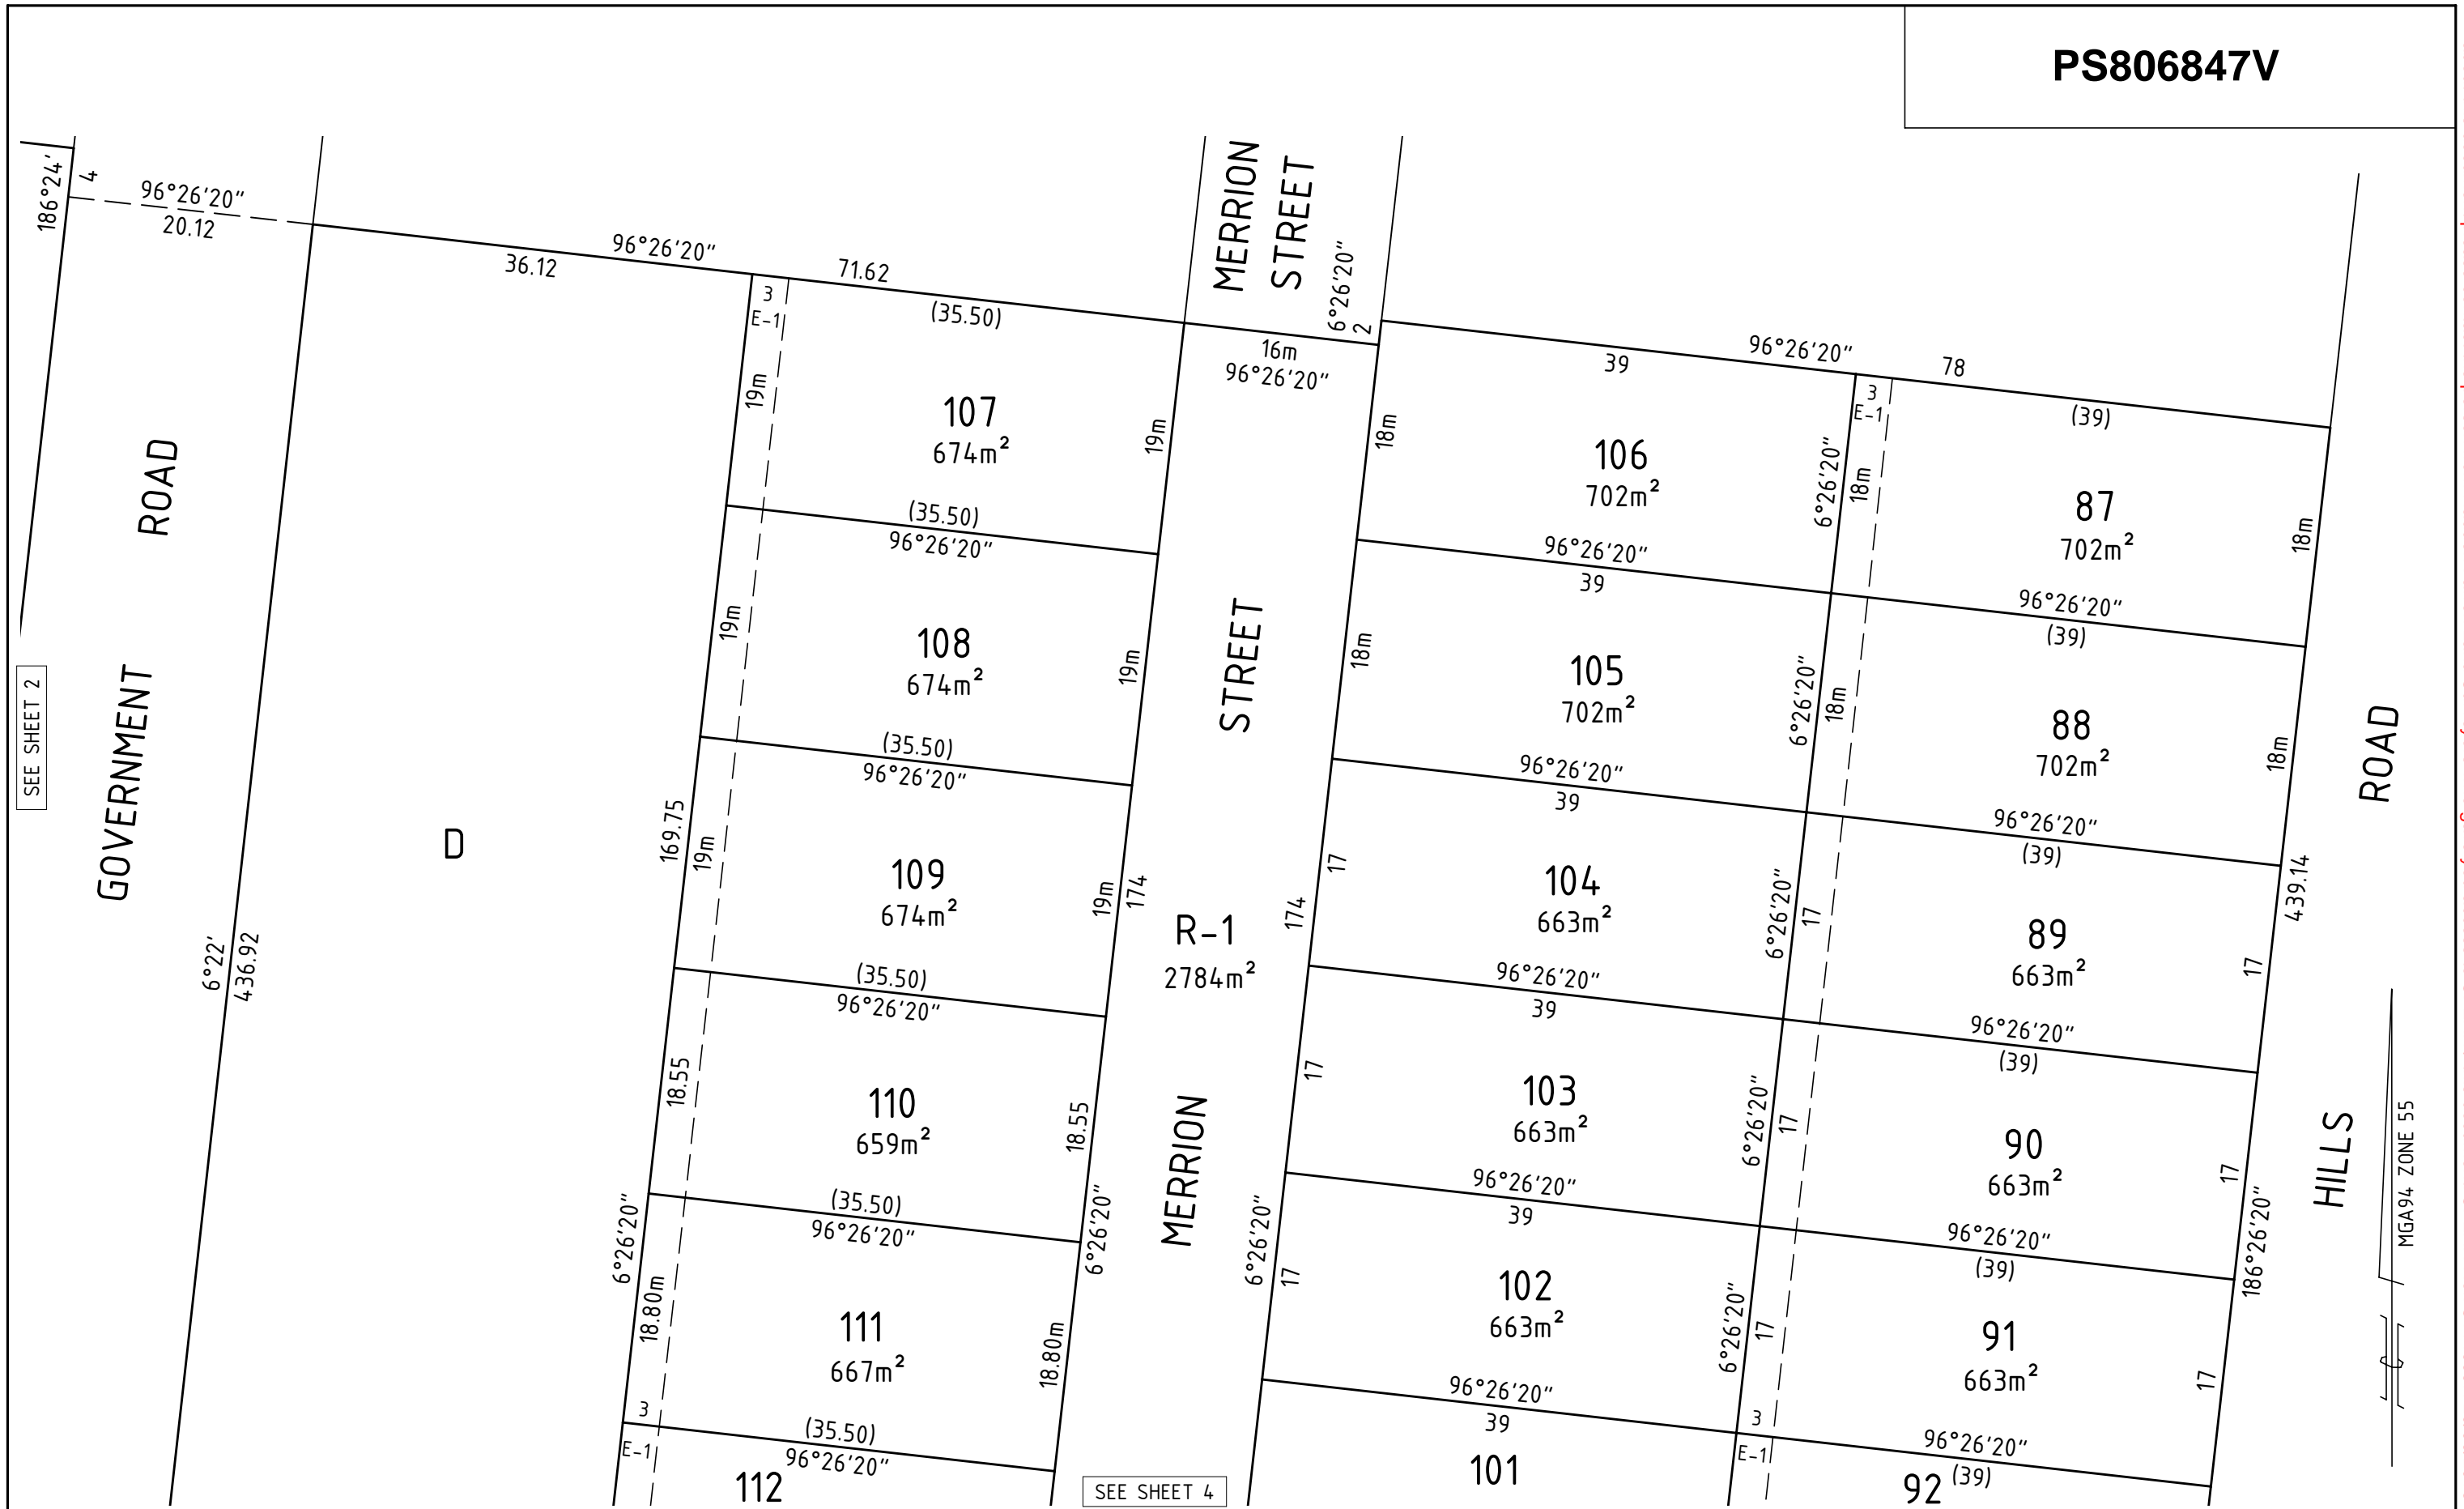 PS806847V
186°24'
4
96°26'20"
20.12
96°26'20"
36.12
71.62
(35.50)
3
E-1
MERRION
STREET
6°26'20"
2
16m
96°26'20"
39
96°26'20"
78
(39)
3
E-1
19m
107
674m²
19m
18m
106
702m²
6°26'20"
18m
87
702m²
18m
ROAD
(35.50)
96°26'20"
96°26'20"
39
96°26'20"
(39)
19m
108
674m²
19m
STREET
18m
105
702m²
6°26'20"
18m
88
702m²
18m
ROAD
SEE SHEET 2
GOVERNMENT
(35.50)
96°26'20"
96°26'20"
39
96°26'20"
(39)
D
169.75
19m
109
674m²
19m
174
R-1
2784m²
174
17
104
663m²
6°26'20"
17
89
663m²
17
439.14
6°22'
436.92
(35.50)
96°26'20"
96°26'20"
39
96°26'20"
(39)
18.55
110
659m²
18.55
MERRION
17
103
663m²
6°26'20"
17
90
663m²
17
HILLS
MGA94 ZONE 55
6°26'20"
(35.50)
96°26'20"
6°26'20"
6°26'20"
96°26'20"
39
96°26'20"
(39)
186°26'20"
18.80m
111
667m²
18.80m
17
102
663m²
6°26'20"
17
91
663m²
17
3
(35.50)
96°26'20"
E-1
112
SEE SHEET 4
96°26'20"
39
101
3
E-1
96°26'20"
(39)
92